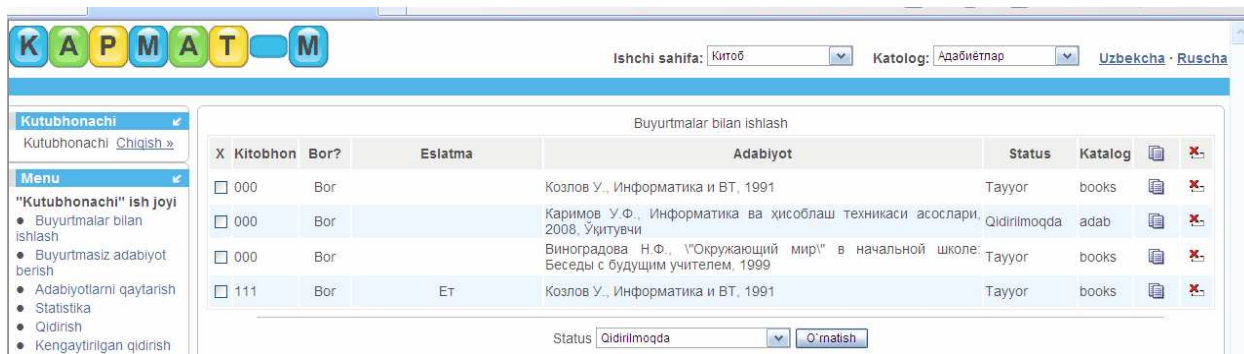 КАРМАТ-М
Ishchi sahifa: Китоб Katolog: Адабиётлар Uzbekcha · Ruscha
Kutubhonachi
Kutubhonachi Chiqish »
Menu
"Kutubhonachi" ish joyi
Buyurtmalar bilan
ishlash
Buyurtmasiz adabiyot
berish
Adabiyotlarni qaytarish
Statistika
Qidirish
Kengaytirilgan qidirish
Buyurtmalar bilan ishlash
X Kitobhon Bor? Eslatma Adabiyot Status Katalog
000 Bor Козлов У., Информатика и ВТ, 1991 Tayyor books
000 Bor Каримов У.Ф., Информатика ва ҳисоблаш техникаси асослари, Qidirilmoqda adab
2008, Ўқитувчи
000 Bor Виноградова Н.Ф., \"Окружающий мир\" в начальной школе: Tayyor books
Беседы с будущим учителем, 1999
111 Bor Ет Козлов У., Информатика и ВТ, 1991 Tayyor books
Status Qidirilmoqda O`rnatish